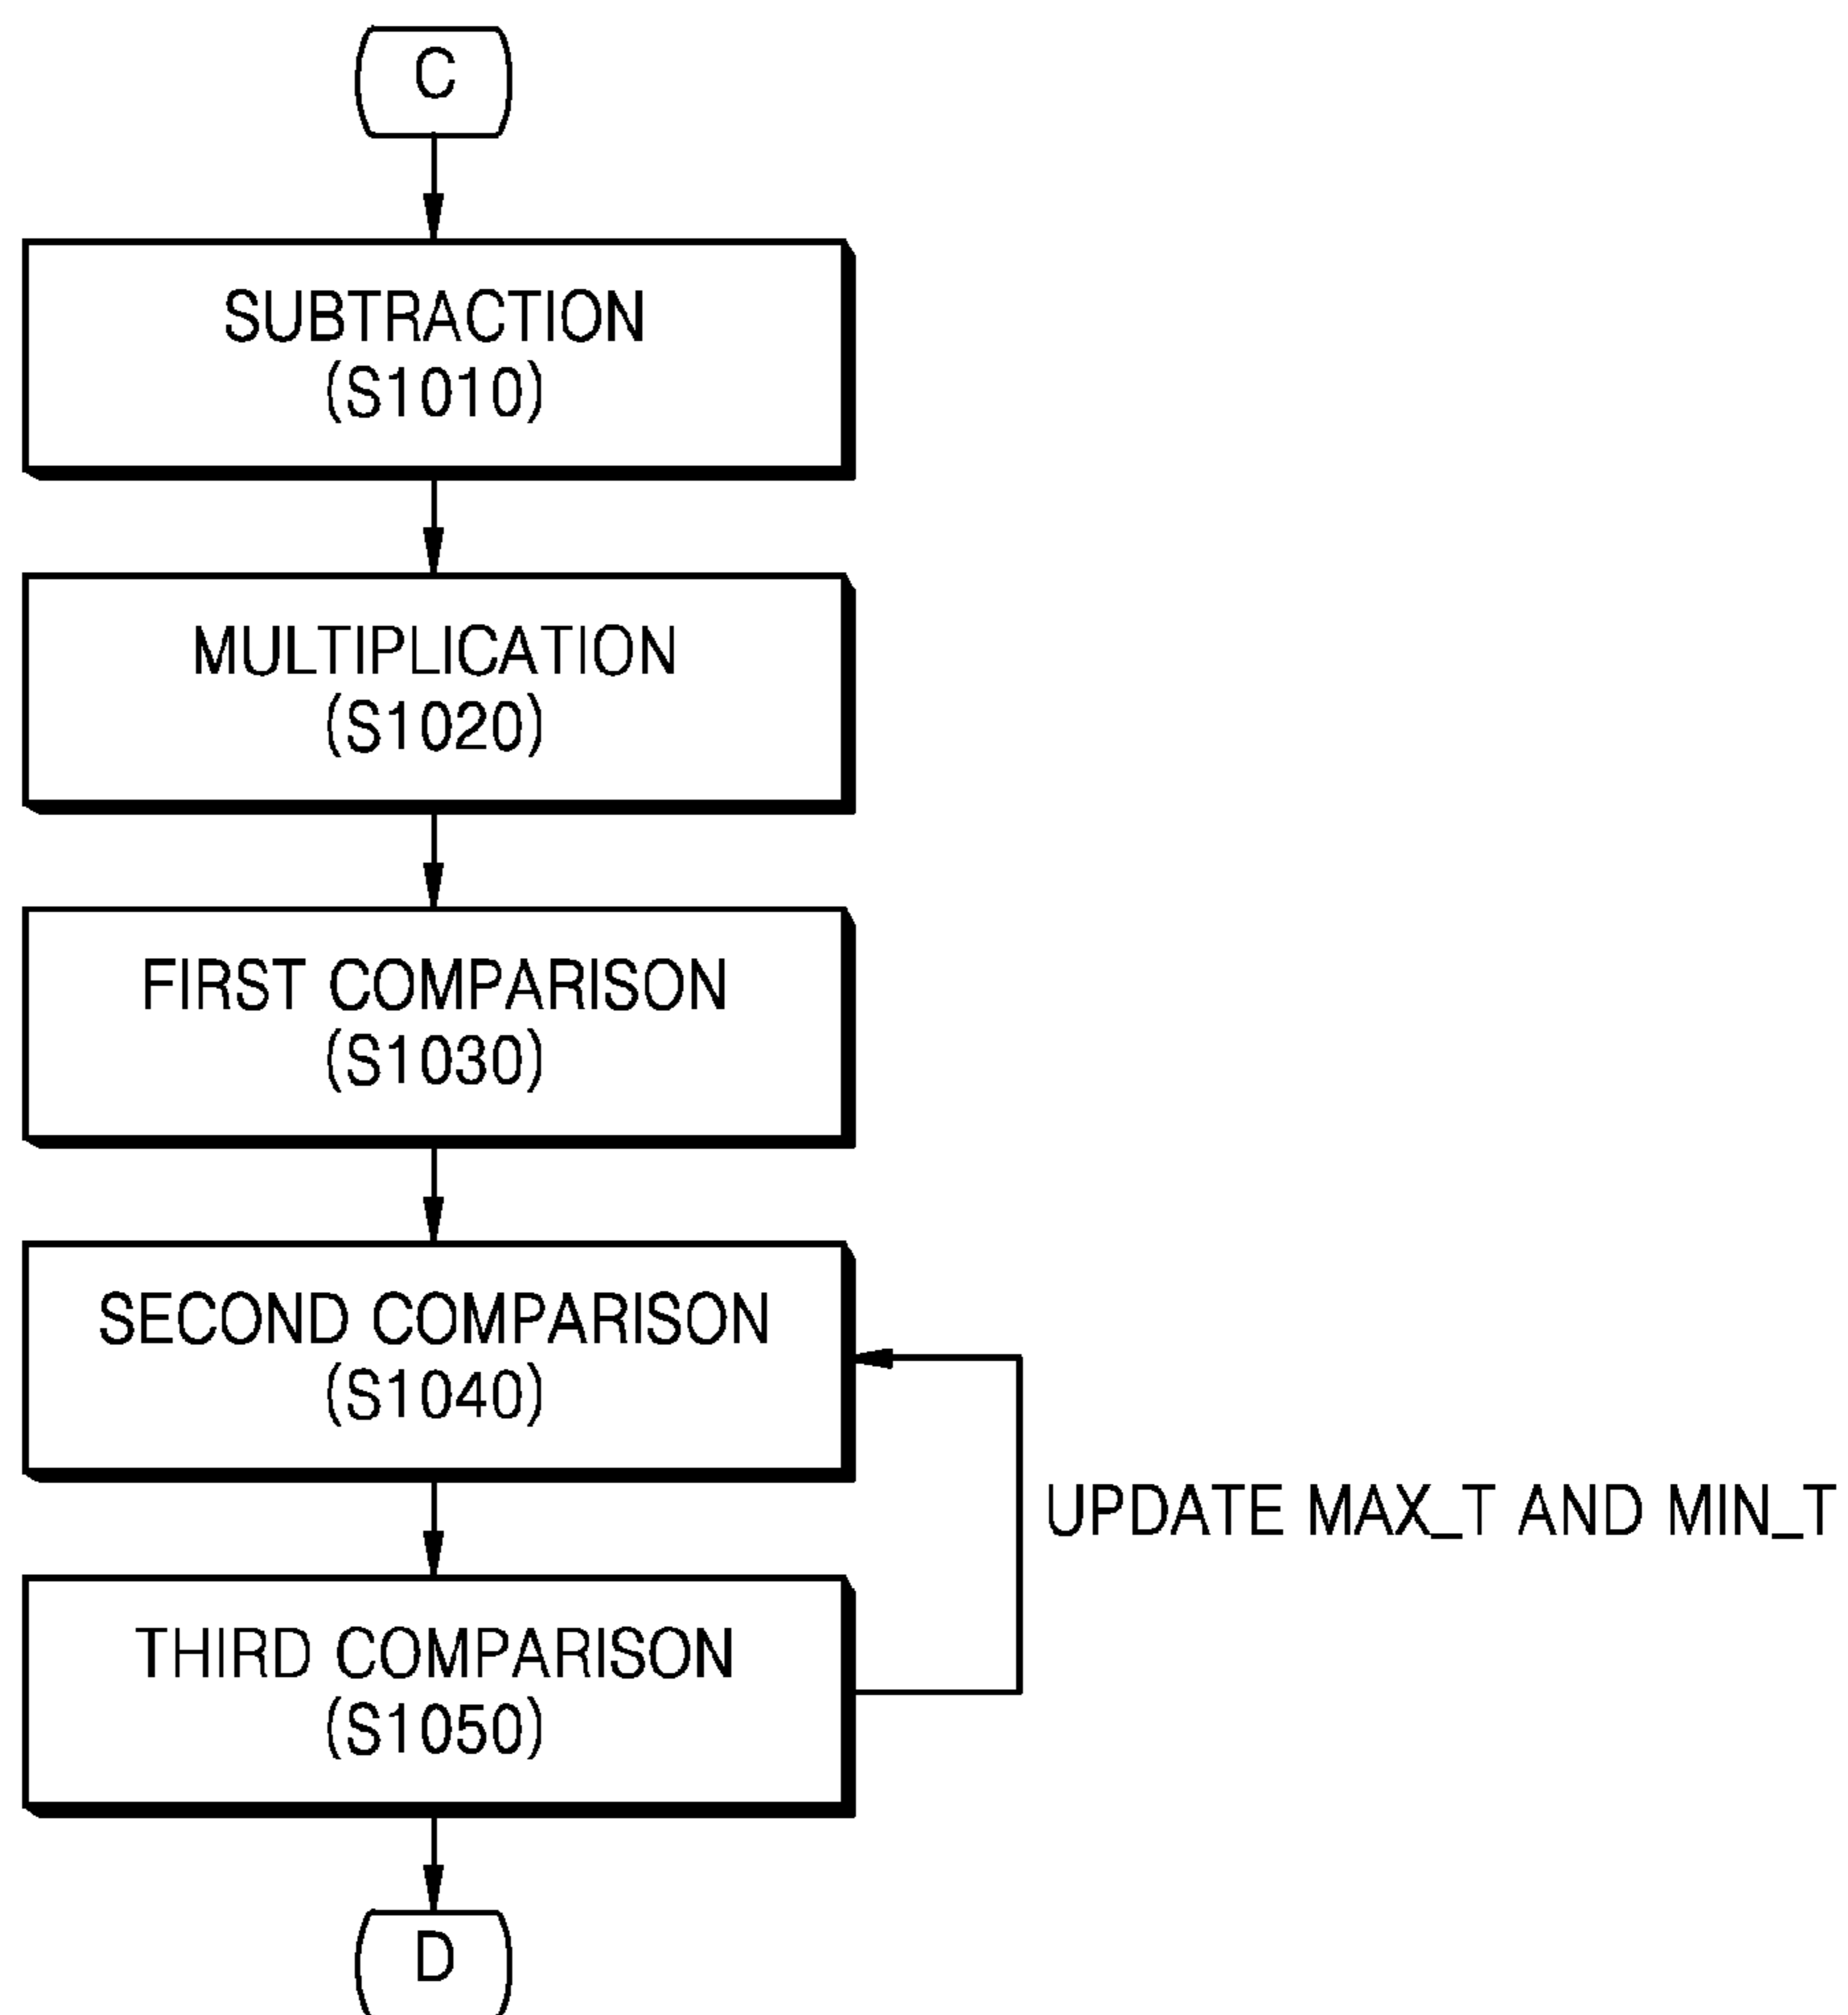 C
SUBTRACTION
(S1010)
MULTIPLICATION
(S1020)
FIRST COMPARISON
(S1030)
SECOND COMPARISON
(S1040)
UPDATE MAX_T AND MIN_T
THIRD COMPARISON
(S1050)
D